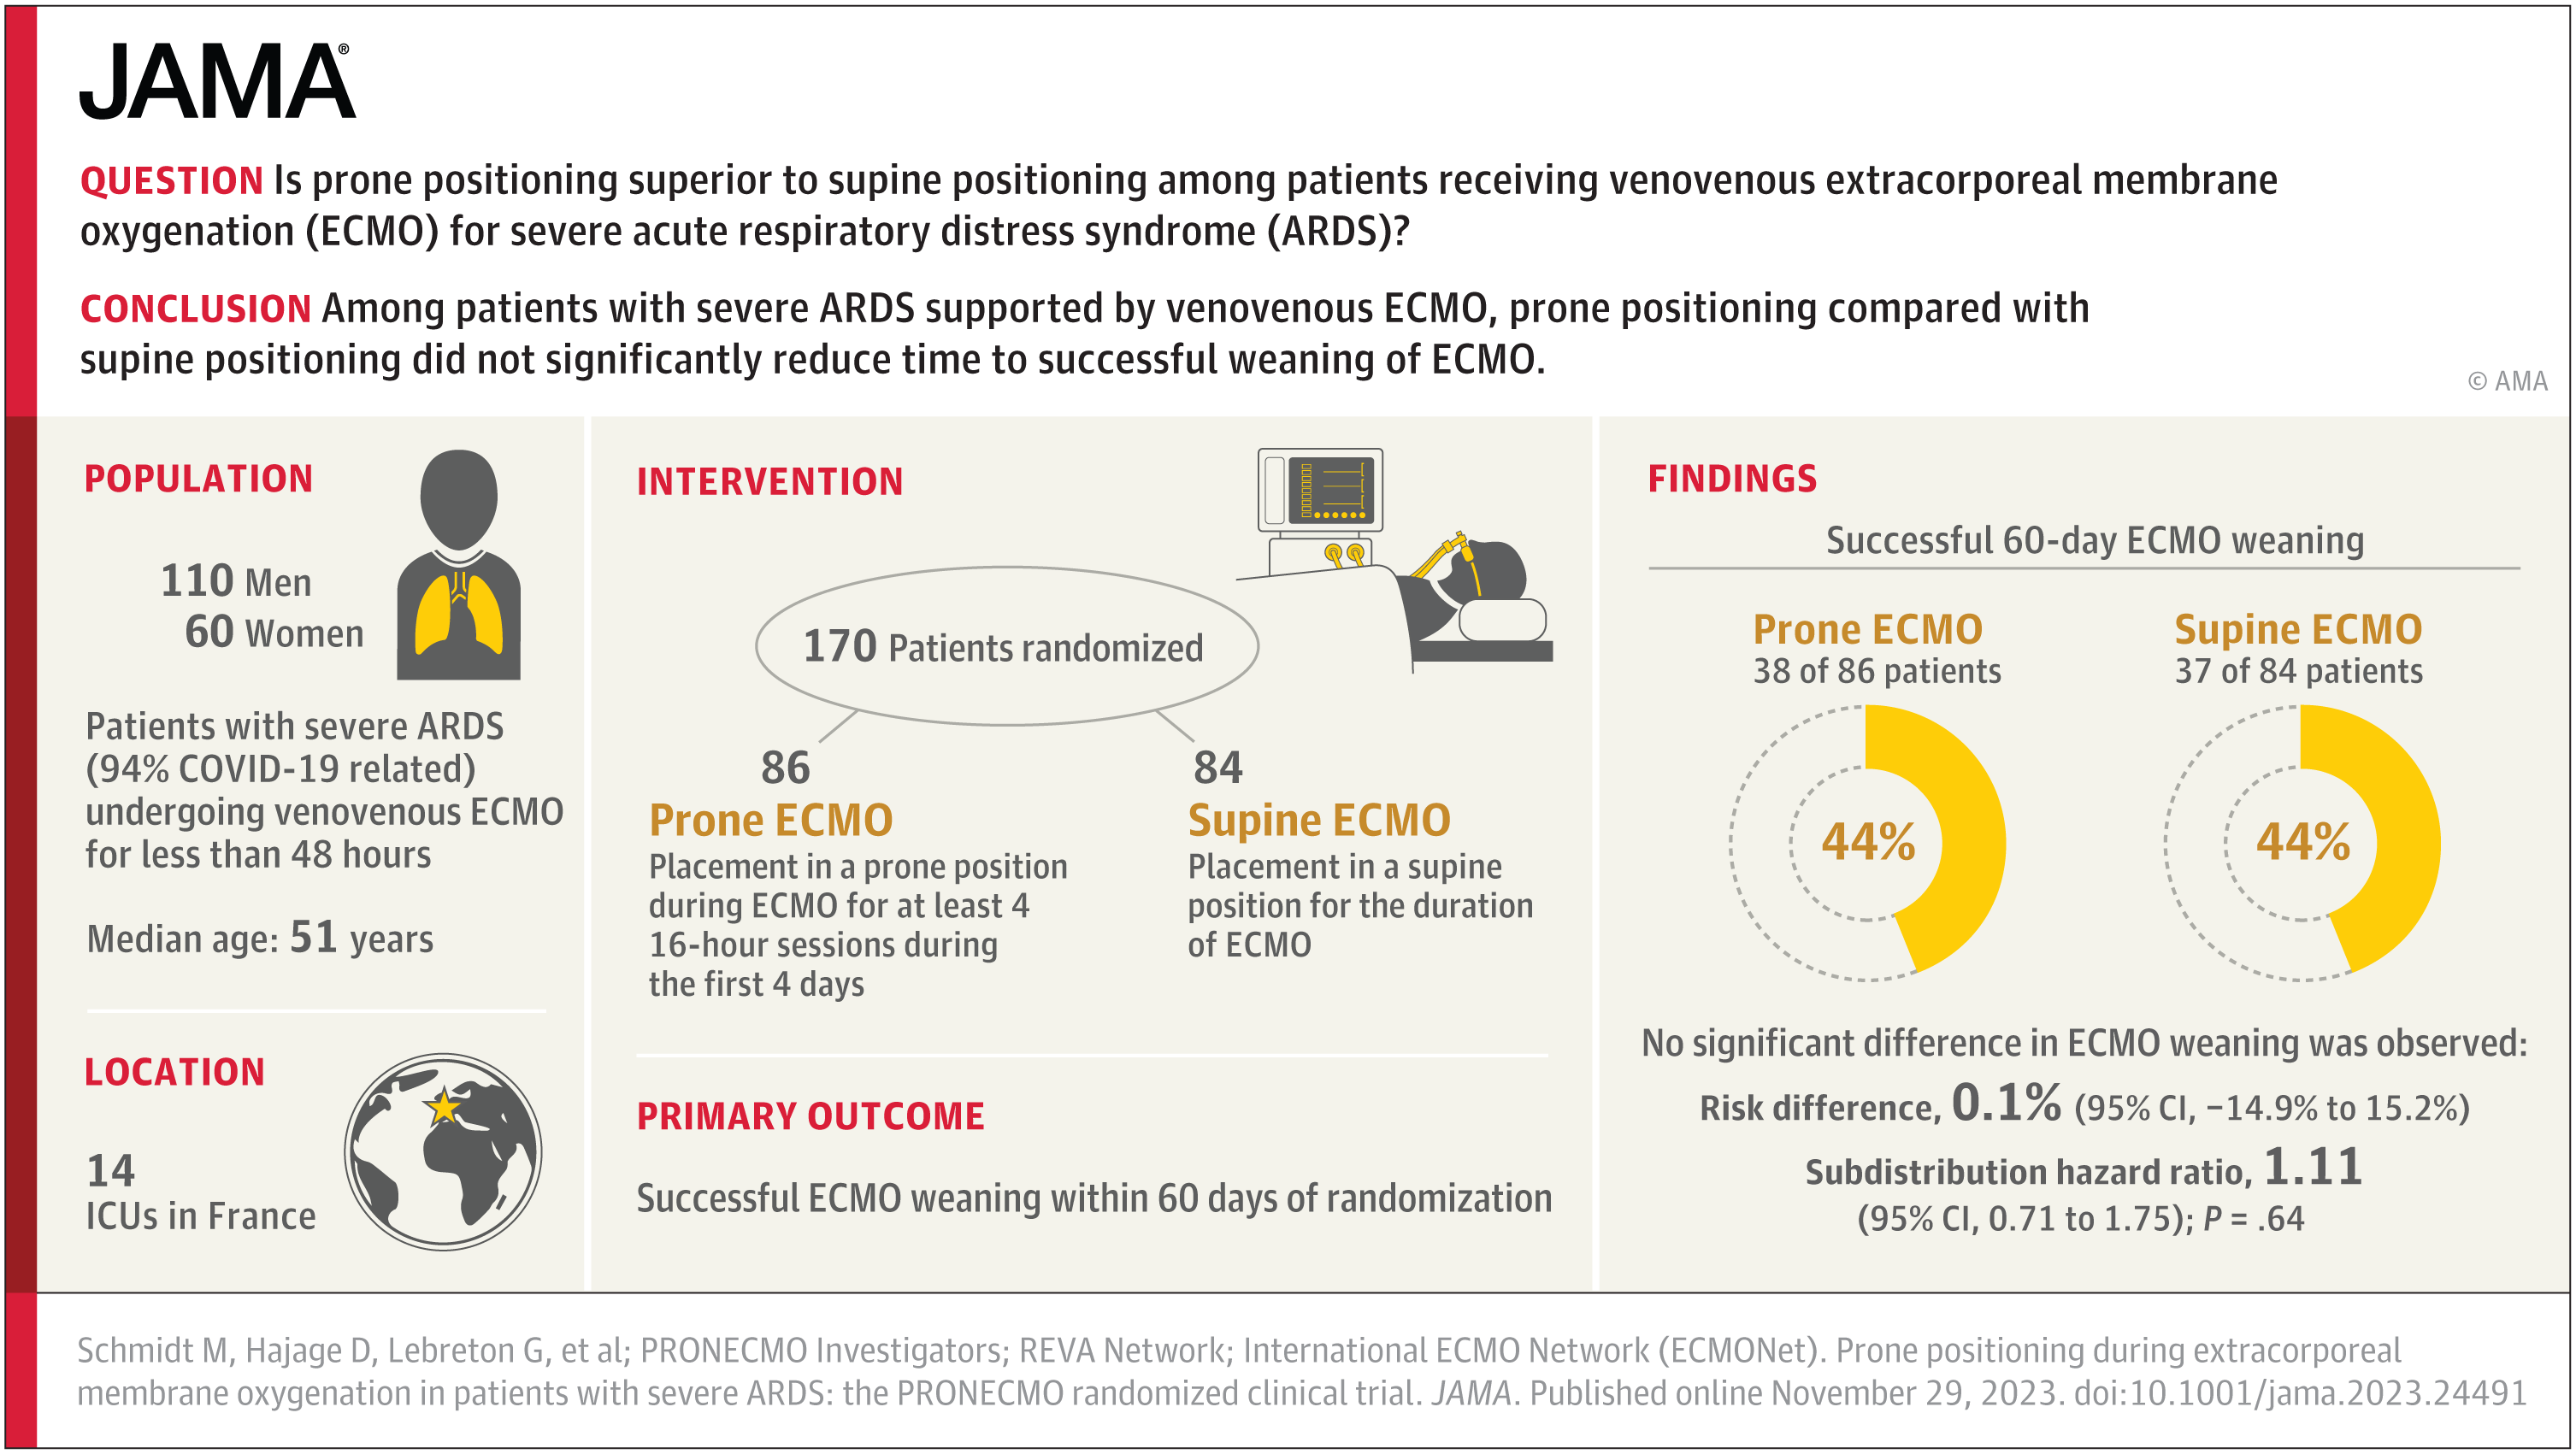 JAMA®
QUESTION Is prone positioning superior to supine positioning among patients receiving venovenous extracorporeal membrane
oxygenation (ECMO) for severe acute respiratory distress syndrome (ARDS)?
CONCLUSION Among patients with severe ARDS supported by venovenous ECMO, prone positioning compared with
supine positioning did not significantly reduce time to successful weaning of ECMO.
© AMA
POPULATION
110 Men
60 Women
Patients with severe ARDS
(94% COVID-19 related)
undergoing venovenous ECMO
for less than 48 hours
Median age: 51 years
LOCATION
14
ICUs in France
INTERVENTION
170 Patients randomized
86
Prone ECMO
Placement in a prone position
during ECMO for at least 4
16-hour sessions during
the first 4 days
84
Supine ECMO
Placement in a supine
position for the duration
of ECMO
PRIMARY OUTCOME
Successful ECMO weaning within 60 days of randomization
FINDINGS
Successful 60-day ECMO weaning
Prone ECMO
38 of 86 patients
44%
Supine ECMO
37 of 84 patients
44%
No significant difference in ECMO weaning was observed:
Risk difference, 0.1% (95% CI, −14.9% to 15.2%)
Subdistribution hazard ratio, 1.11
(95% CI, 0.71 to 1.75); P = .64
Schmidt M, Hajage D, Lebreton G, et al; PRONECMO Investigators; REVA Network; International ECMO Network (ECMONet). Prone positioning during extracorporeal
membrane oxygenation in patients with severe ARDS: the PRONECMO randomized clinical trial. JAMA. Published online November 29, 2023. doi:10.1001/jama.2023.24491